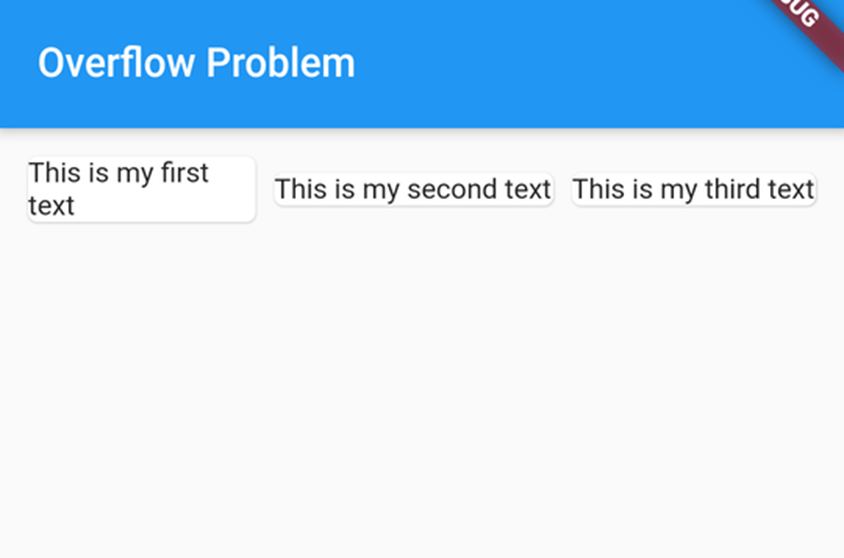 Overflow Problem
This is my first
text
This is my second text
This is my third text